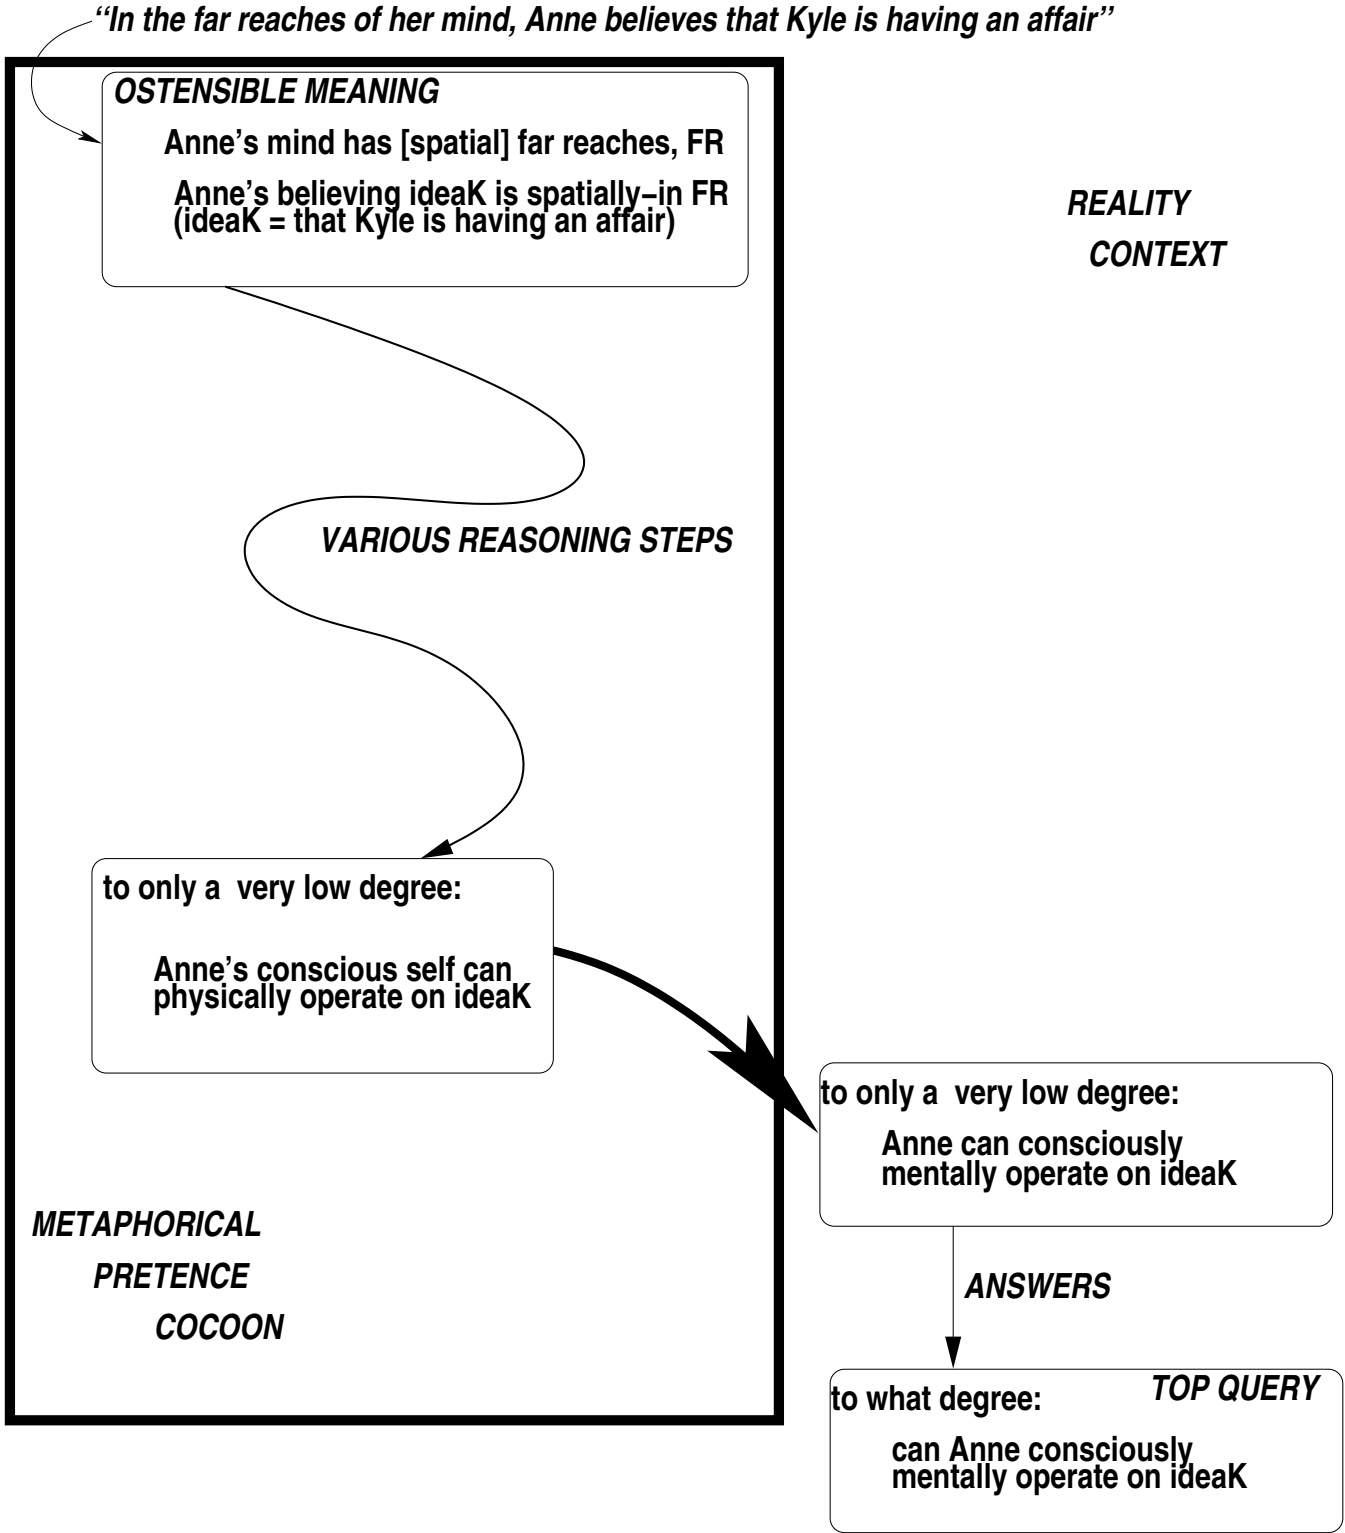 “In the far reaches of her mind, Anne believes that Kyle is having an affair”
OSTENSIBLE MEANING
Anne’s mind has [spatial] far reaches, FR
Anne’s believing ideaK is spatially−in FR
(ideaK = that Kyle is having an affair)
REALITY
CONTEXT
VARIOUS REASONING STEPS
to only a very low degree:
Anne’s conscious self can
physically operate on ideaK
to only a very low degree:
Anne can consciously
mentally operate on ideaK
METAPHORICAL
PRETENCE
COCOON
ANSWERS
TOP QUERY
to what degree:
can Anne consciously
mentally operate on ideaK